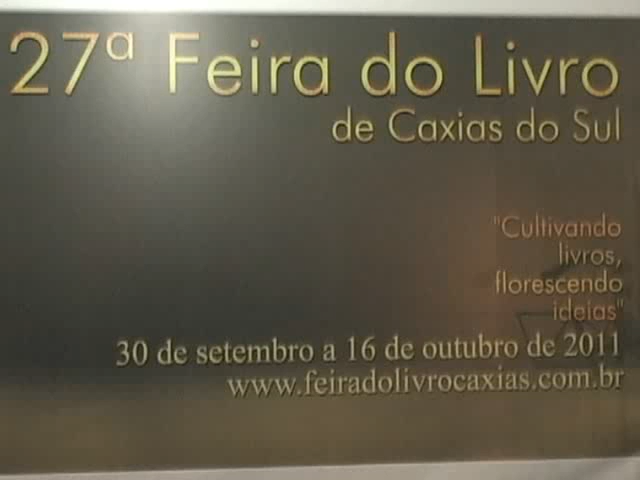 27ª Feira do Livro
de Caxias do Sul
"Cultivando
livros,
florescendo
ideias"
30 de setembro a 16 de outubro de 2011
www.feiradolivrocaxias.com.br